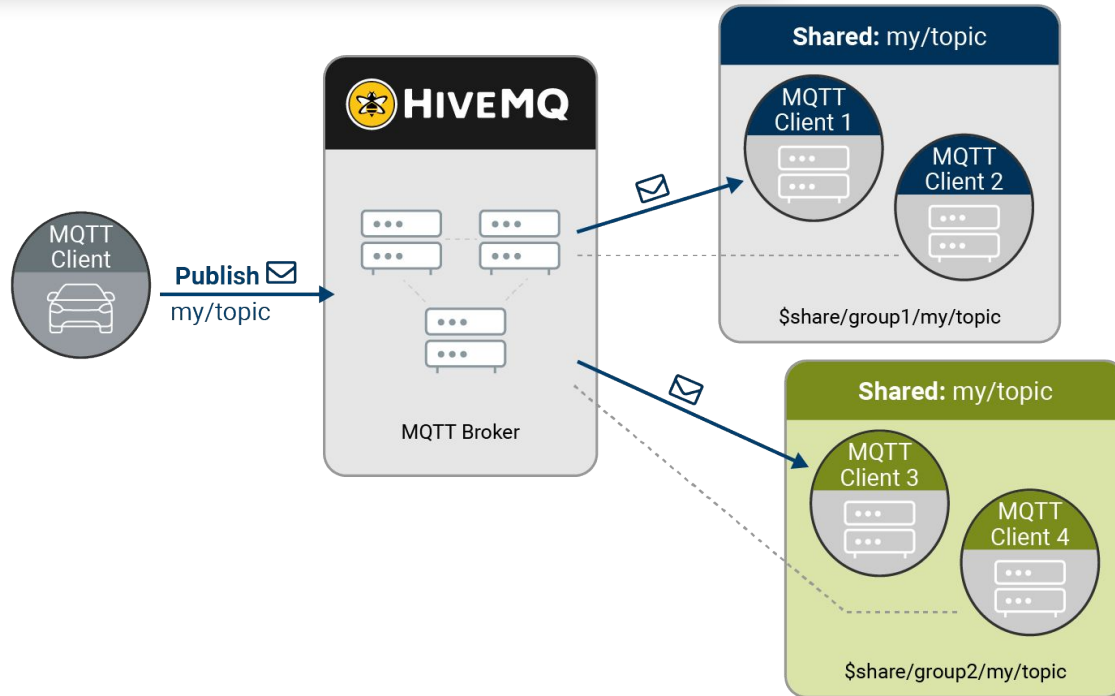 MQTT
Client
Publish
my/topic
HIVEMQ
MQTT Broker
Shared: my/topic
MQTT
Client 1
MQTT
Client 2
$share/group1/my/topic
Shared: my/topic
MQTT
Client 3
MQTT
Client 4
$share/group2/my/topic